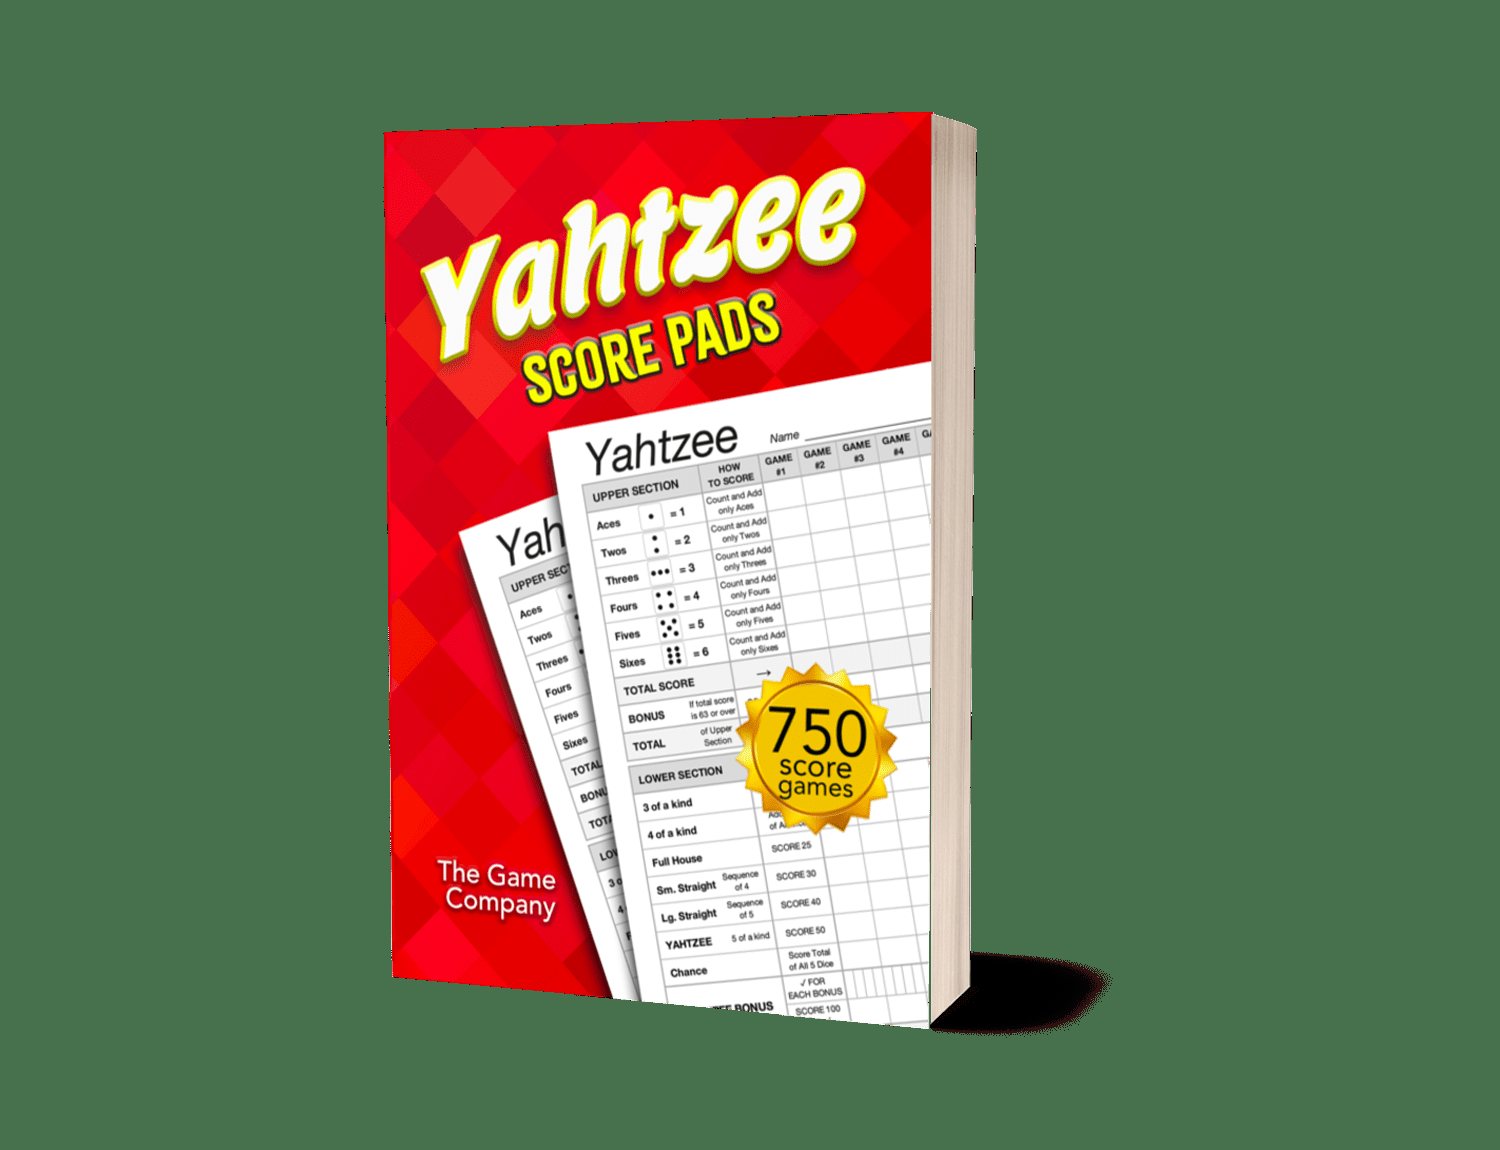 Yahtzee
SCORE PADS
Yahtzee
Name
UPPER SECTION
HOW
TO SCORE
GAME
#1
GAME
#2
GAME
#3
GAME
#4
Aces = 1 Count and Add
only Aces
Twos = 2 Count and Add
only Twos
Threes = 3 Count and Add
only Threes
Fours = 4 Count and Add
only Fours
Fives = 5 Count and Add
only Fives
Sixes = 6 Count and Add
only Sixes
TOTAL SCORE →
BONUS If total score
is 63 or over
TOTAL of Upper
Section
LOWER SECTION
3 of a kind
4 of a kind
Full House SCORE 25
Sm. Straight Sequence
of 4 SCORE 30
Lg. Straight Sequence
of 5 SCORE 40
YAHTZEE 5 of a kind SCORE 50
Chance Score Total
of All 5 Dice
✓ FOR
EACH BONUS
BONUS
SCORE 100
750
score
games
Yah
UPPER SEC
Aces
Twos
Threes
Fours
Fives
Sixes
TOTAL
BONU
TOTA
LOW
The Game
Company